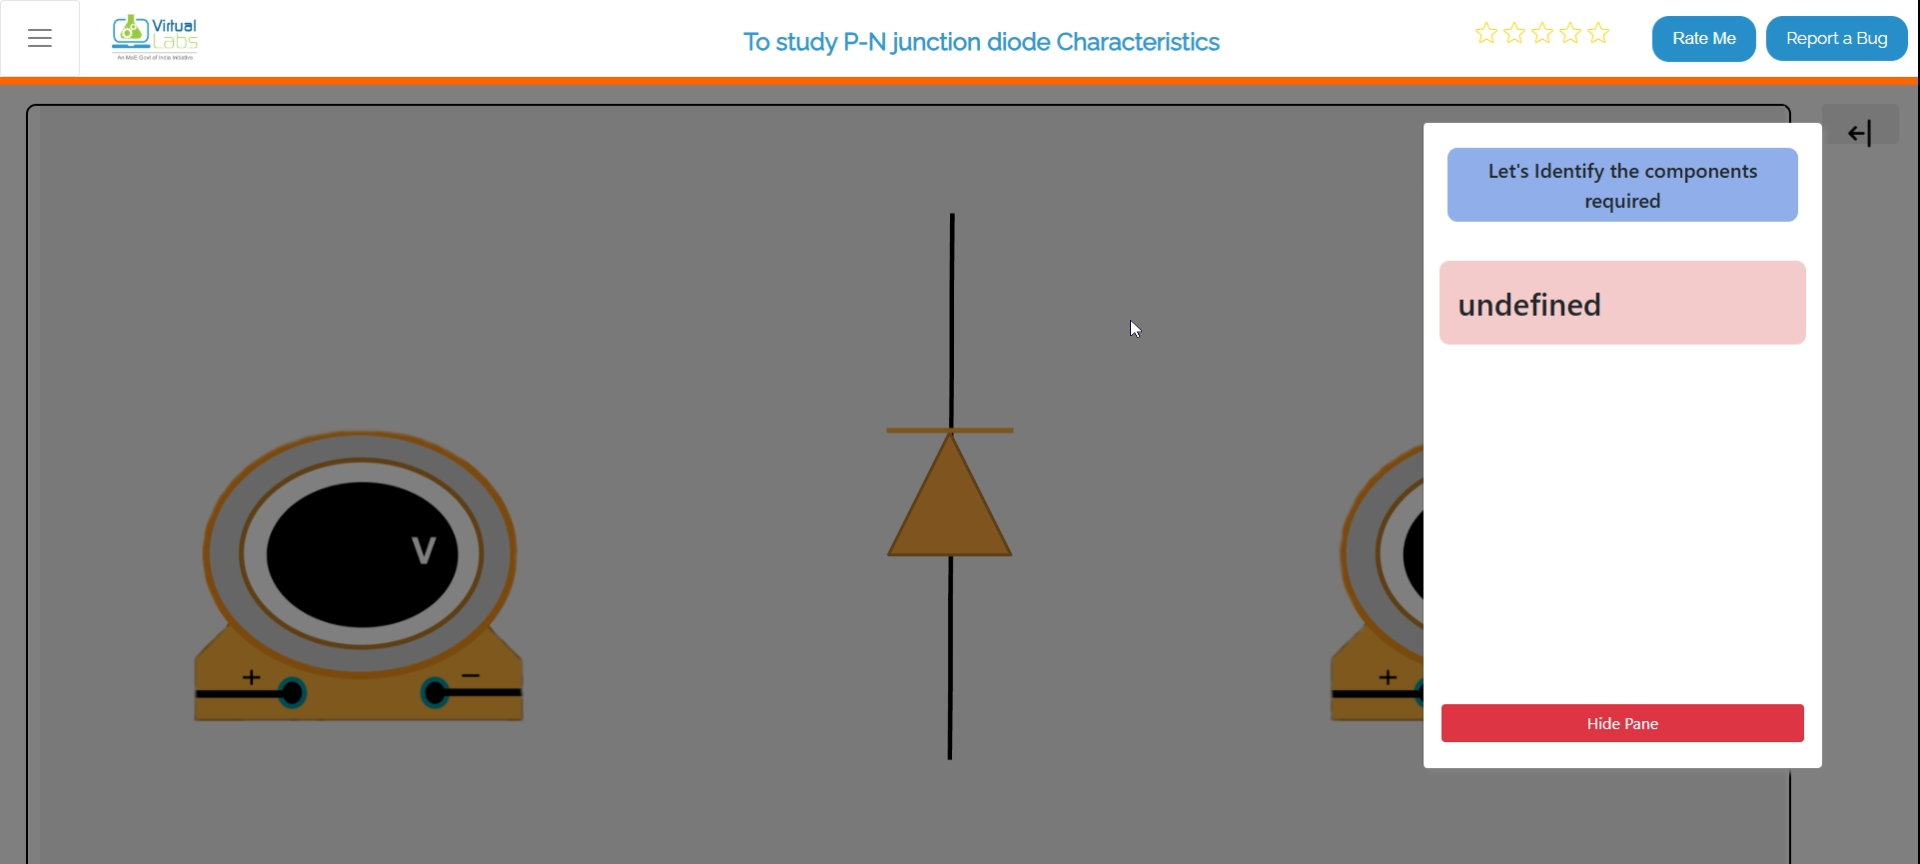 Virtual
Labs
An MoE Govt of India Initiative
To study P-N junction diode Characteristics
Rate Me
Report a Bug
Let's Identify the components
required
undefined
V
+
−
+
Hide Pane